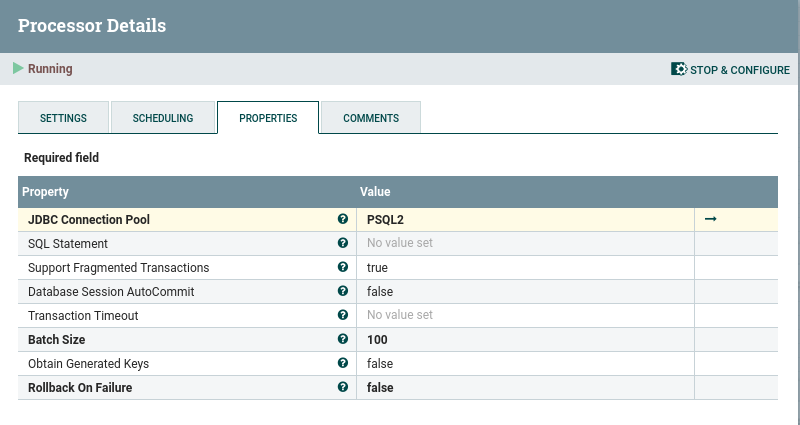 Processor Details
Running
STOP & CONFIGURE
SETTINGS SCHEDULING PROPERTIES COMMENTS
Required field
Property Value
JDBC Connection Pool ? PSQL2
SQL Statement ? No value set
Support Fragmented Transactions ? true
Database Session AutoCommit ? false
Transaction Timeout ? No value set
Batch Size ? 100
Obtain Generated Keys ? false
Rollback On Failure ? false